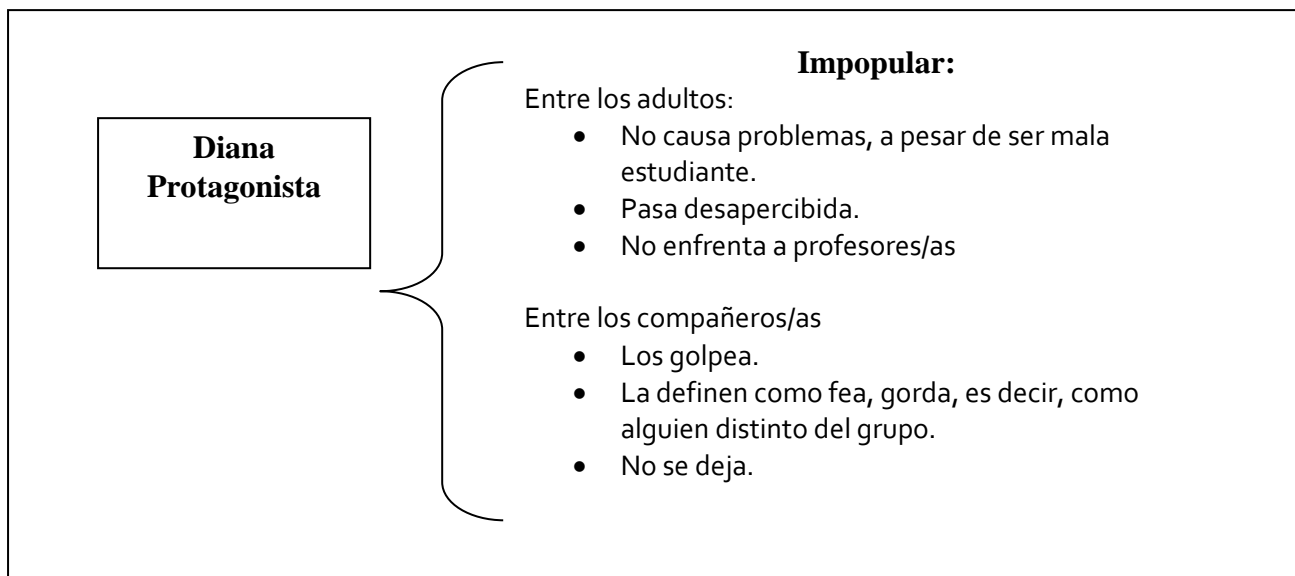 Diana
Protagonista
Impopular:
Entre los adultos:
• No causa problemas, a pesar de ser mala
estudiante.
• Pasa desapercibida.
• No enfrenta a profesores/as
Entre los compañeros/as
• Los golpea.
• La definen como fea, gorda, es decir, como
alguien distinto del grupo.
• No se deja.